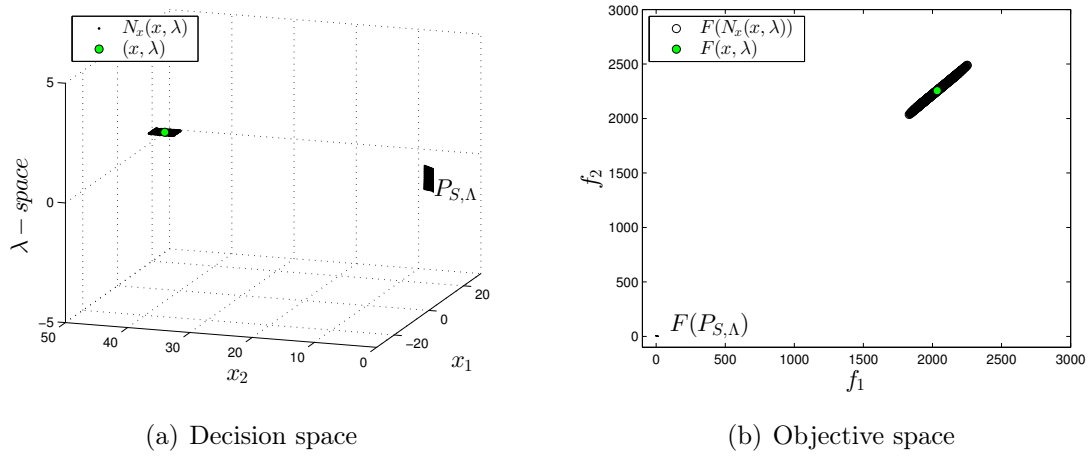 N_x(x, λ)
(x, λ)
5
0
−5
λ − space
50
40
30
20
10
0
x_2
−20
0
20
x_1
P_{S,Λ}
(a) Decision space
F(N_x(x, λ))
F(x, λ)
3000
2500
2000
1500
1000
500
0
f_2
F(P_{S,Λ})
0
500
1000
1500
2000
2500
3000
f_1
(b) Objective space